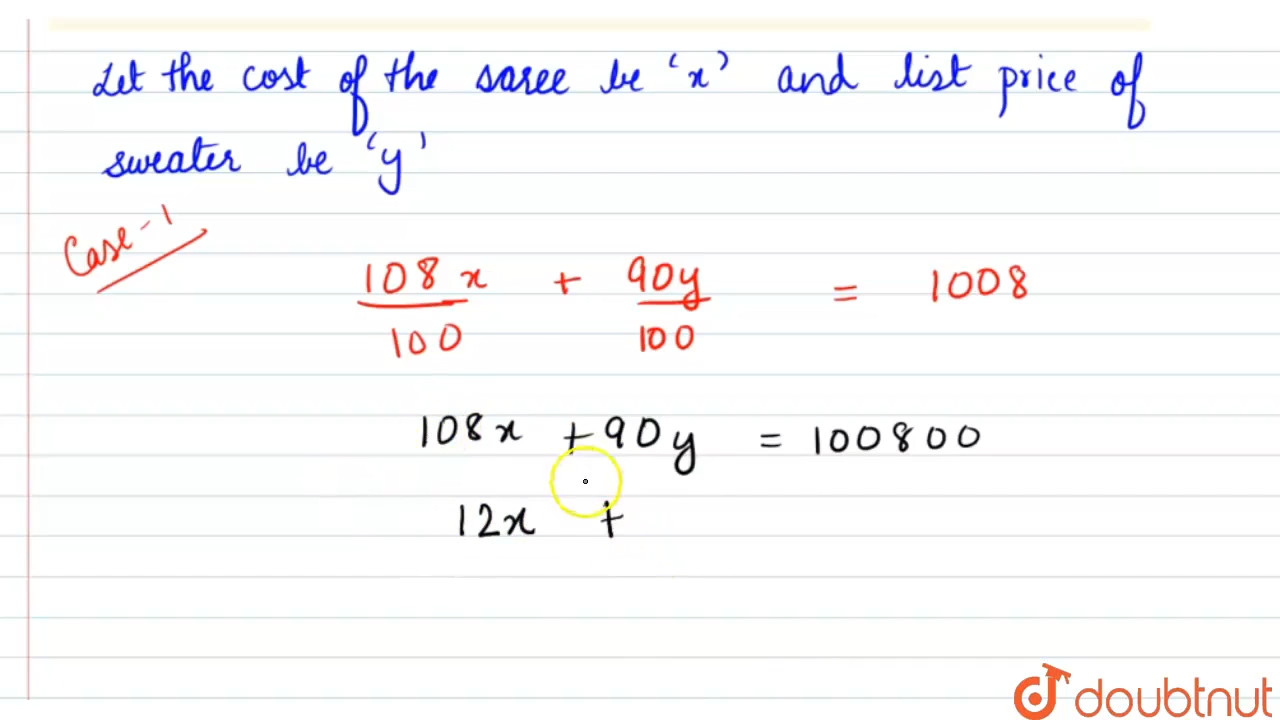 Let the cost of the saree be 'x' and list price of
sweater be 'y'
Case-1
108x/100 + 90y/100 = 1008
108x + 90y = 100800
12x +
doubtnut